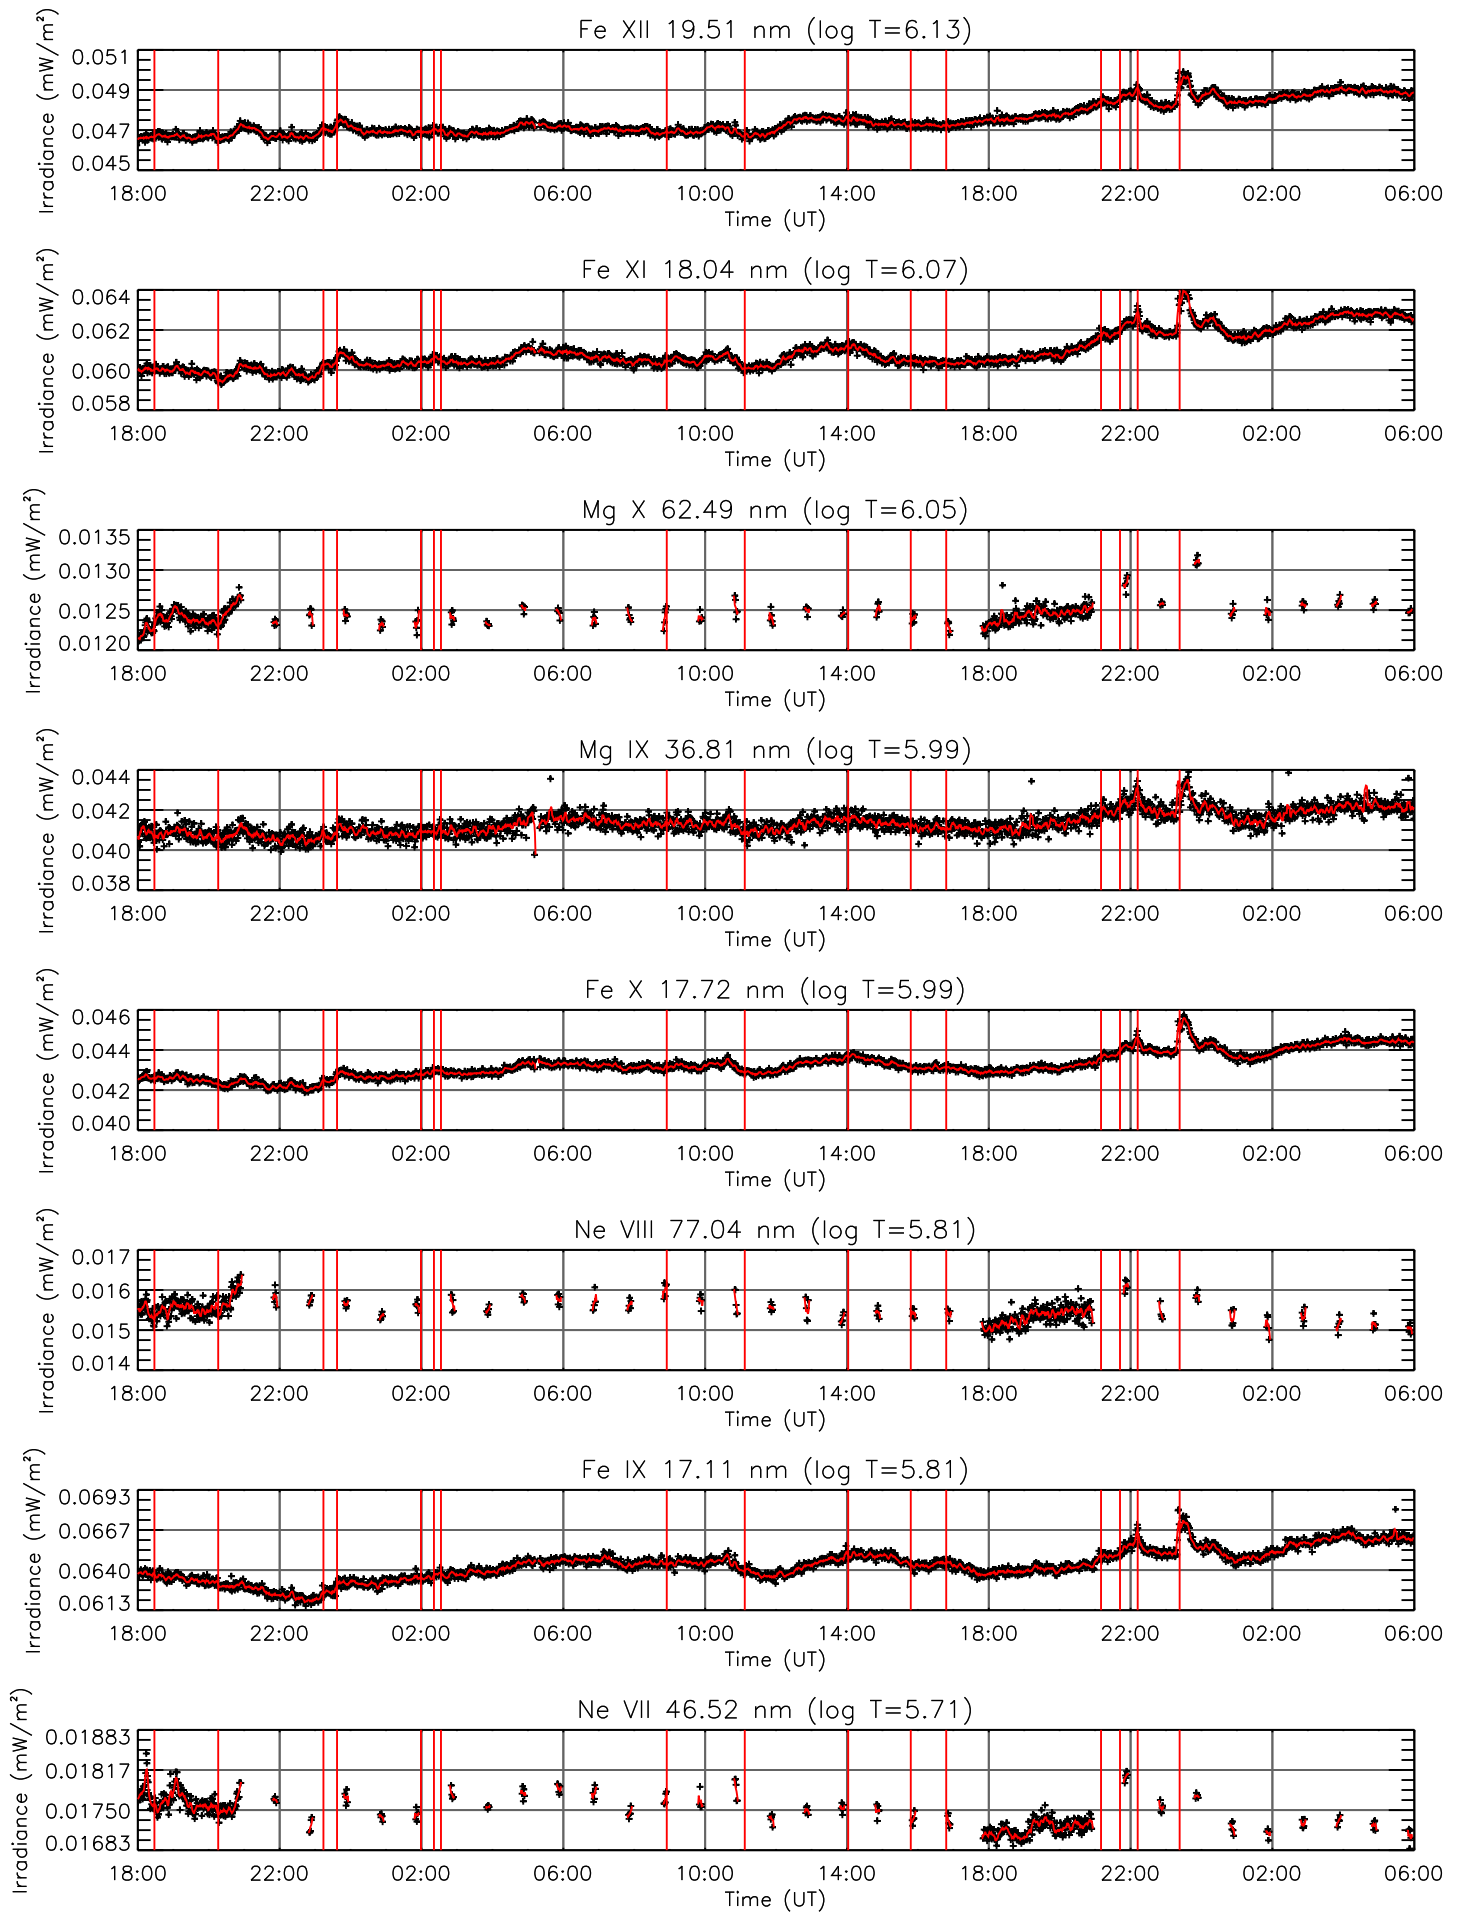 Fe XII 19.51 nm (log T=6.13)
Irradiance (mW/m²)
0.051
0.049
0.047
0.045
18:00 22:00 02:00 06:00 10:00 14:00 18:00 22:00 02:00 06:00
Time (UT)
Fe XI 18.04 nm (log T=6.07)
Irradiance (mW/m²)
0.064
0.062
0.060
0.058
18:00 22:00 02:00 06:00 10:00 14:00 18:00 22:00 02:00 06:00
Time (UT)
Mg X 62.49 nm (log T=6.05)
Irradiance (mW/m²)
0.0135
0.0130
0.0125
0.0120
18:00 22:00 02:00 06:00 10:00 14:00 18:00 22:00 02:00 06:00
Time (UT)
Mg IX 36.81 nm (log T=5.99)
Irradiance (mW/m²)
0.044
0.042
0.040
0.038
18:00 22:00 02:00 06:00 10:00 14:00 18:00 22:00 02:00 06:00
Time (UT)
Fe X 17.72 nm (log T=5.99)
Irradiance (mW/m²)
0.046
0.044
0.042
0.040
18:00 22:00 02:00 06:00 10:00 14:00 18:00 22:00 02:00 06:00
Time (UT)
Ne VIII 77.04 nm (log T=5.81)
Irradiance (mW/m²)
0.017
0.016
0.015
0.014
18:00 22:00 02:00 06:00 10:00 14:00 18:00 22:00 02:00 06:00
Time (UT)
Fe IX 17.11 nm (log T=5.81)
Irradiance (mW/m²)
0.0693
0.0667
0.0640
0.0613
18:00 22:00 02:00 06:00 10:00 14:00 18:00 22:00 02:00 06:00
Time (UT)
Ne VII 46.52 nm (log T=5.71)
Irradiance (mW/m²)
0.01883
0.01817
0.01750
0.01683
18:00 22:00 02:00 06:00 10:00 14:00 18:00 22:00 02:00 06:00
Time (UT)